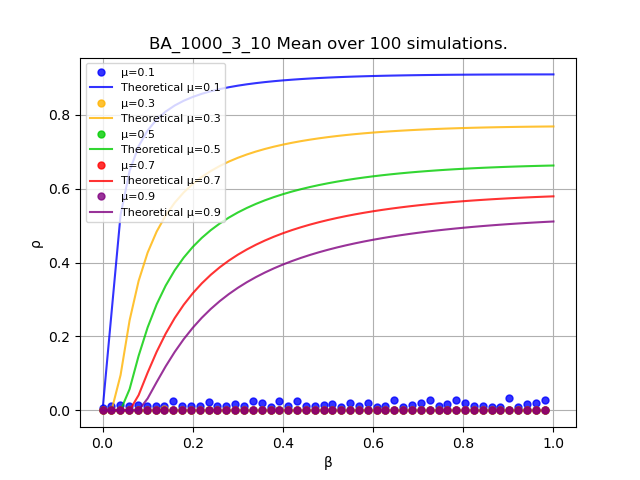 BA_1000_3_10 Mean over 100 simulations.
μ=0.1
Theoretical μ=0.1
μ=0.3
Theoretical μ=0.3
μ=0.5
Theoretical μ=0.5
μ=0.7
Theoretical μ=0.7
μ=0.9
Theoretical μ=0.9
ρ
0.8
0.6
0.4
0.2
0.0
0.0 0.2 0.4 0.6 0.8 1.0
β